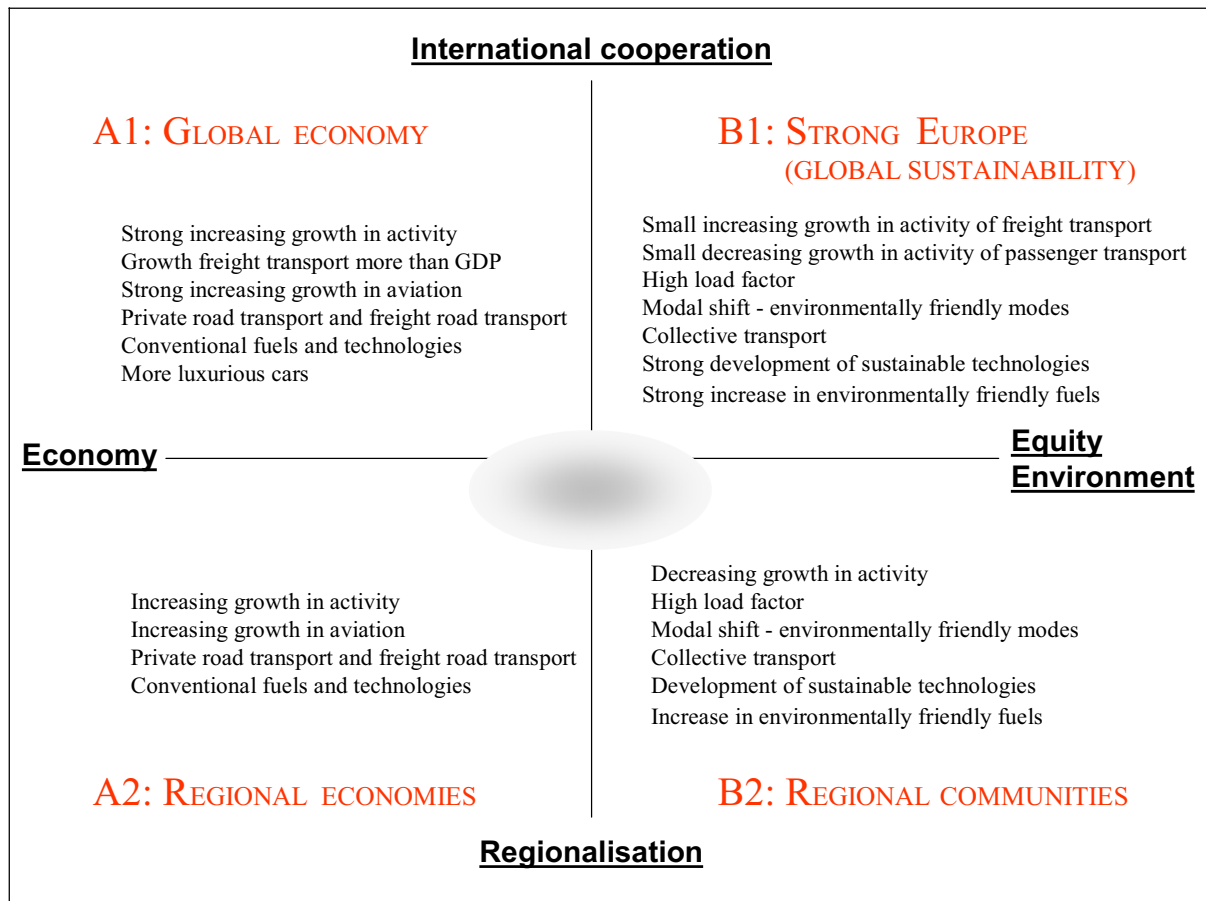 International cooperation
A1: GLOBAL ECONOMY
Strong increasing growth in activity
Growth freight transport more than GDP
Strong increasing growth in aviation
Private road transport and freight road transport
Conventional fuels and technologies
More luxurious cars
B1: STRONG EUROPE
(GLOBAL SUSTAINABILITY)
Small increasing growth in activity of freight transport
Small decreasing growth in activity of passenger transport
High load factor
Modal shift - environmentally friendly modes
Collective transport
Strong development of sustainable technologies
Strong increase in environmentally friendly fuels
Economy
Equity
Environment
Increasing growth in activity
Increasing growth in aviation
Private road transport and freight road transport
Conventional fuels and technologies
A2: REGIONAL ECONOMIES
Decreasing growth in activity
High load factor
Modal shift - environmentally friendly modes
Collective transport
Development of sustainable technologies
Increase in environmentally friendly fuels
B2: REGIONAL COMMUNITIES
Regionalisation